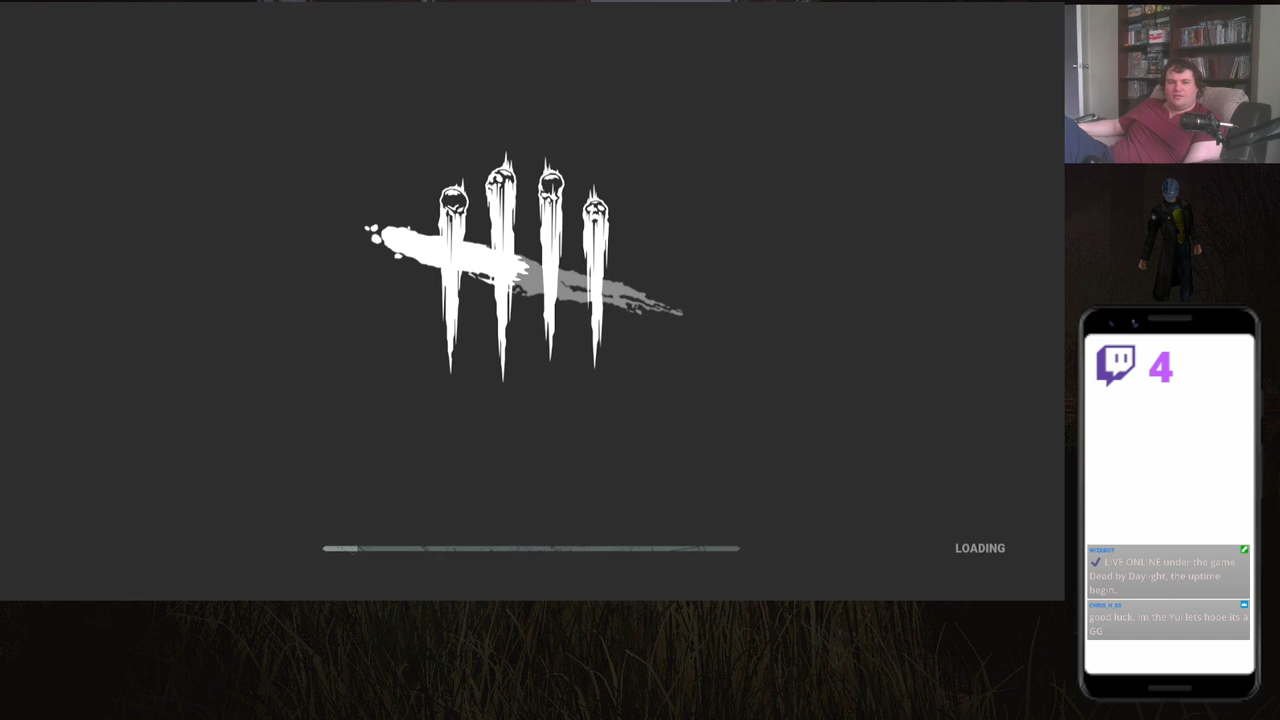 4
LOADING
WIZEBOT
LIVE ONLINE under the game
Dead by Daylight, the uptime
begin.
good luck. im the Yui lets hope its a
GG